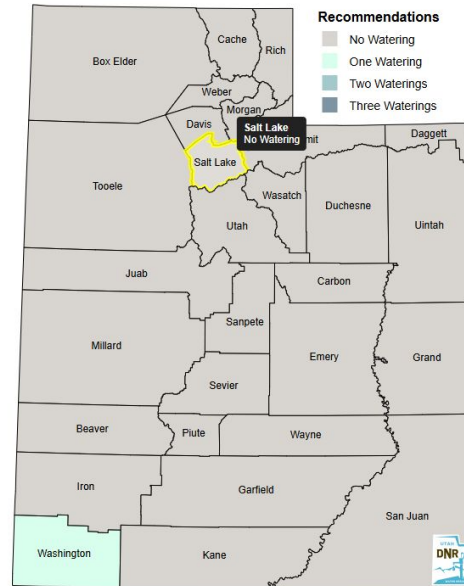 Recommendations
No Watering
One Watering
Two Waterings
Three Waterings
Box Elder
Cache
Rich
Weber
Morgan
Davis
Salt Lake
No Watering
mit
Daggett
Salt Lake
Tooele
Wasatch
Duchesne
Uintah
Utah
Juab
Carbon
Sanpete
Millard
Emery
Grand
Sevier
Beaver
Piute
Wayne
Iron
Garfield
San Juan
Washington
Kane
UTAH
DNR